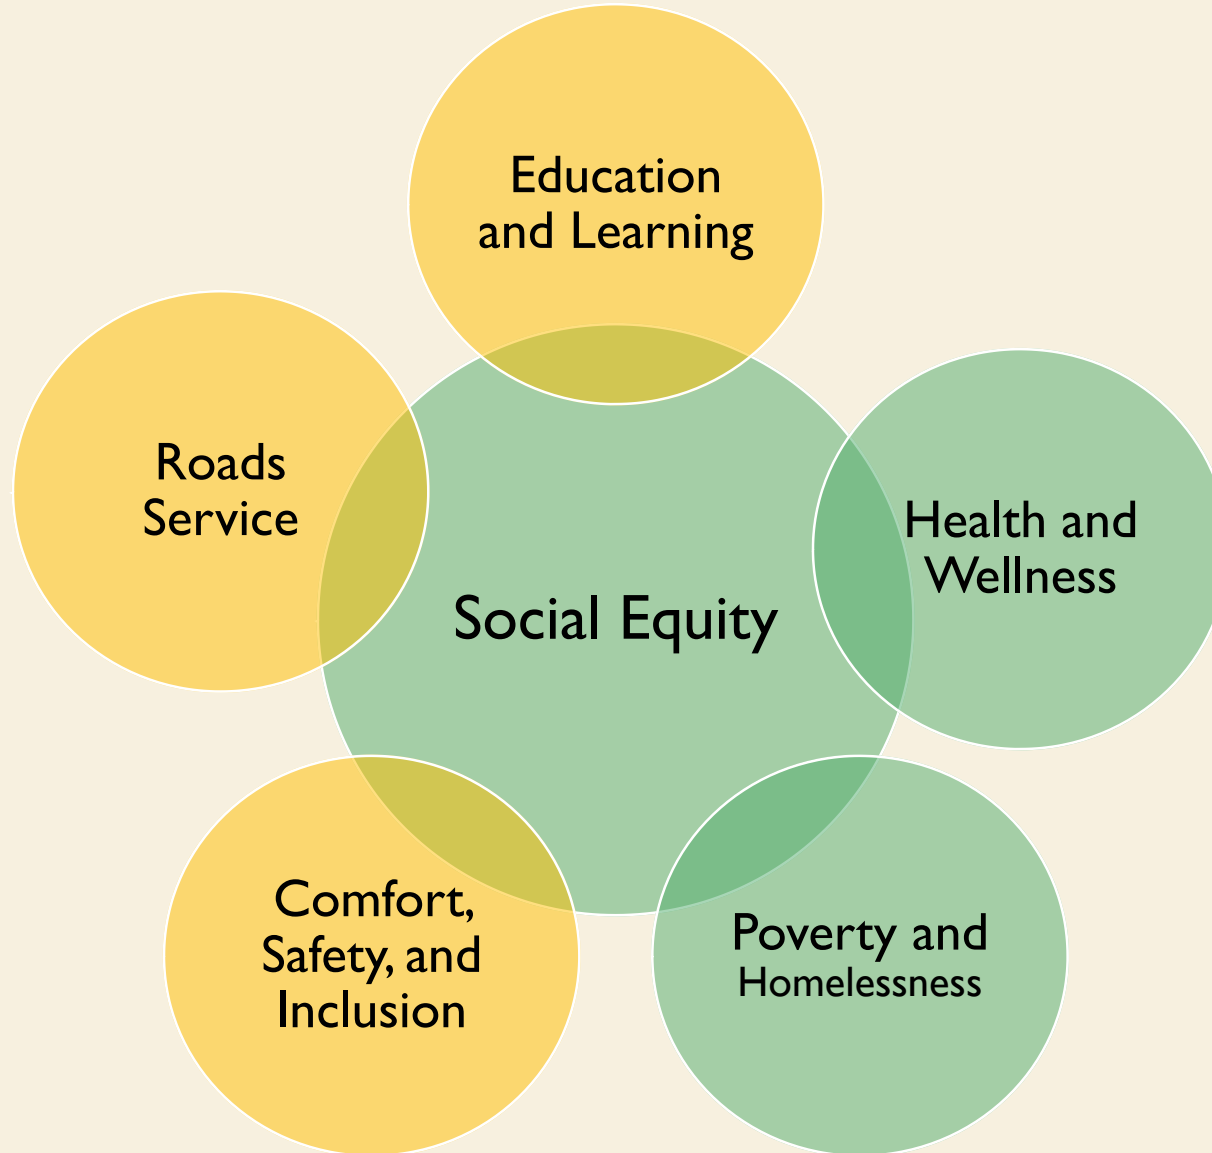 Education
and Learning
Roads
Service
Health and
Wellness
Social Equity
Comfort,
Safety, and
Inclusion
Poverty and
Homelessness